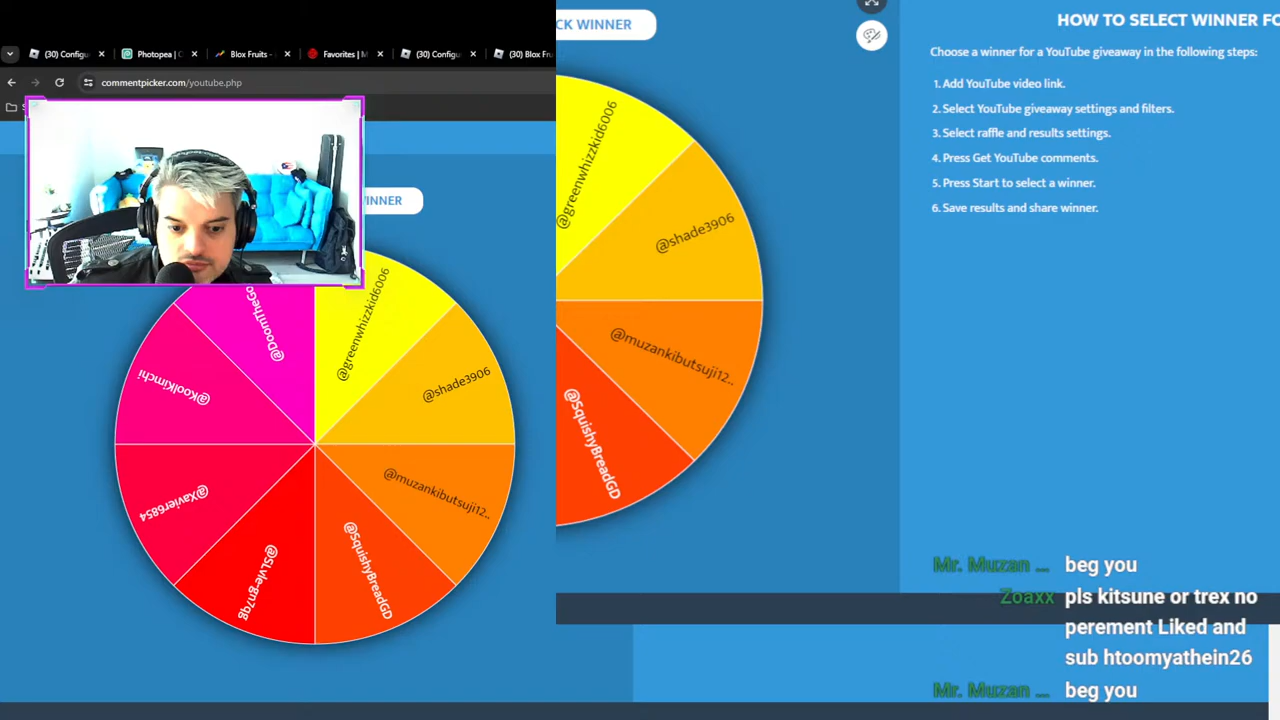 (30) Configu
Photopea | C
Blox Fruits -
Favorites | M
(30) Configu
(30) Blox Fru
commentpicker.com/youtube.php
CK WINNER
WINNER
@greenwhizzkid6006
@shade3906
@muzankibutsuji12..
@SquishyBreadGD
@SLvle-gn7qg
@Xavier6854
@KoolKimchi
@DoomTheGo
@greenwhizzkid6006
@shade3906
@muzankibutsuji12..
@SquishyBreadGD
HOW TO SELECT WINNER FO
Choose a winner for a YouTube giveaway in the following steps:
1. Add YouTube video link.
2. Select YouTube giveaway settings and filters.
3. Select raffle and results settings.
4. Press Get YouTube comments.
5. Press Start to select a winner.
6. Save results and share winner.
Mr. Muzan ... beg you
Zoaxx pls kitsune or trex no
perement Liked and
sub htoomyathein26
Mr. Muzan ... beg you